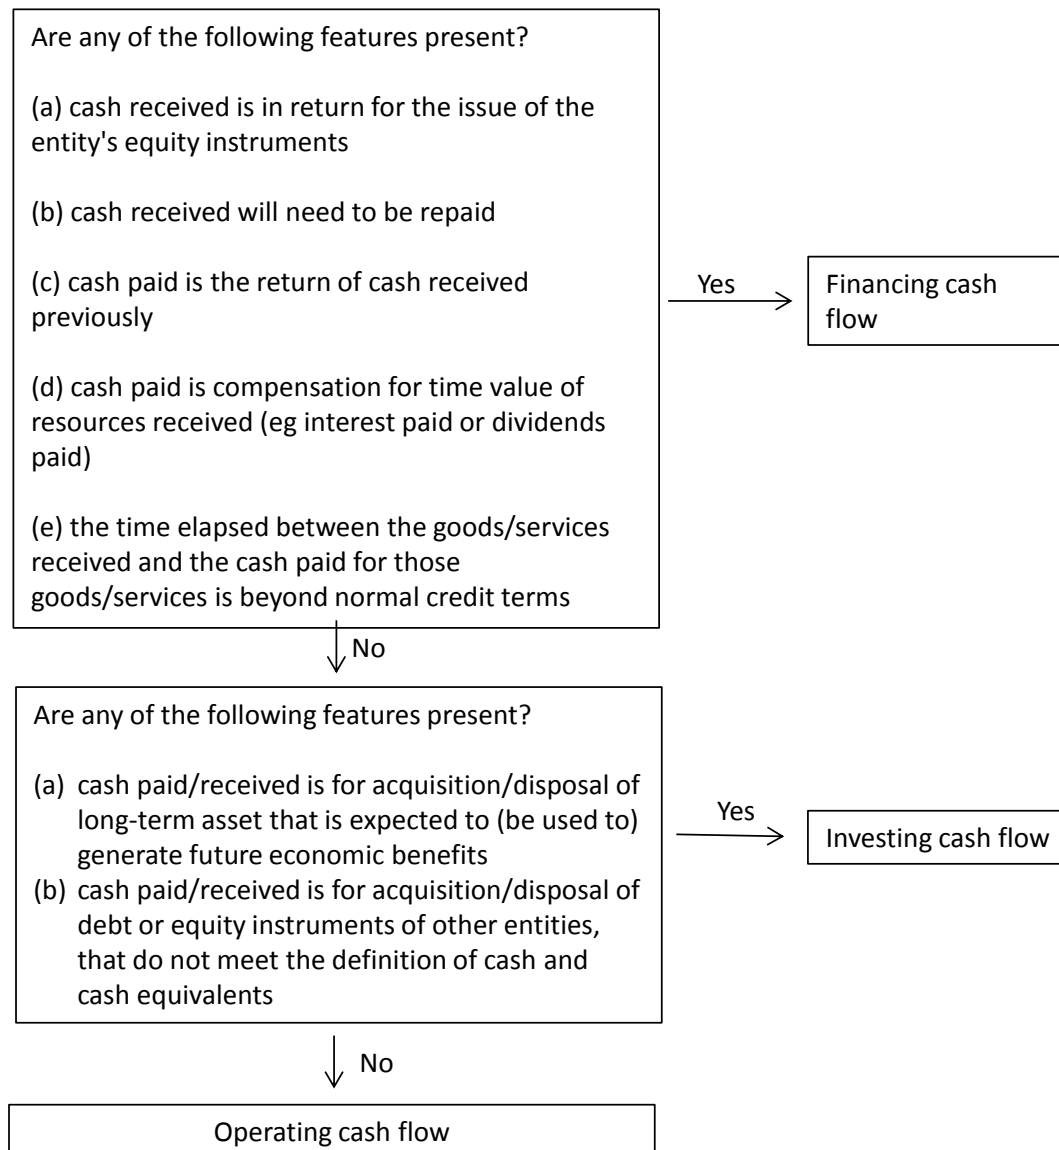 Are any of the following features present?
(a) cash received is in return for the issue of the
entity's equity instruments
(b) cash received will need to be repaid
(c) cash paid is the return of cash received
previously
(d) cash paid is compensation for time value of
resources received (eg interest paid or dividends
paid)
(e) the time elapsed between the goods/services
received and the cash paid for those
goods/services is beyond normal credit terms
Yes
Financing cash
flow
No
Are any of the following features present?
(a) cash paid/received is for acquisition/disposal of
long-term asset that is expected to (be used to)
generate future economic benefits
(b) cash paid/received is for acquisition/disposal of
debt or equity instruments of other entities,
that do not meet the definition of cash and
cash equivalents
Yes
Investing cash flow
No
Operating cash flow